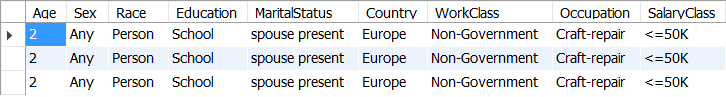 Age Sex Race Education MaritalStatus Country WorkClass Occupation SalaryClass
2 Any Person School spouse present Europe Non-Government Craft-repair <=50K
2 Any Person School spouse present Europe Non-Government Craft-repair <=50K
2 Any Person School spouse present Europe Non-Government Craft-repair <=50K